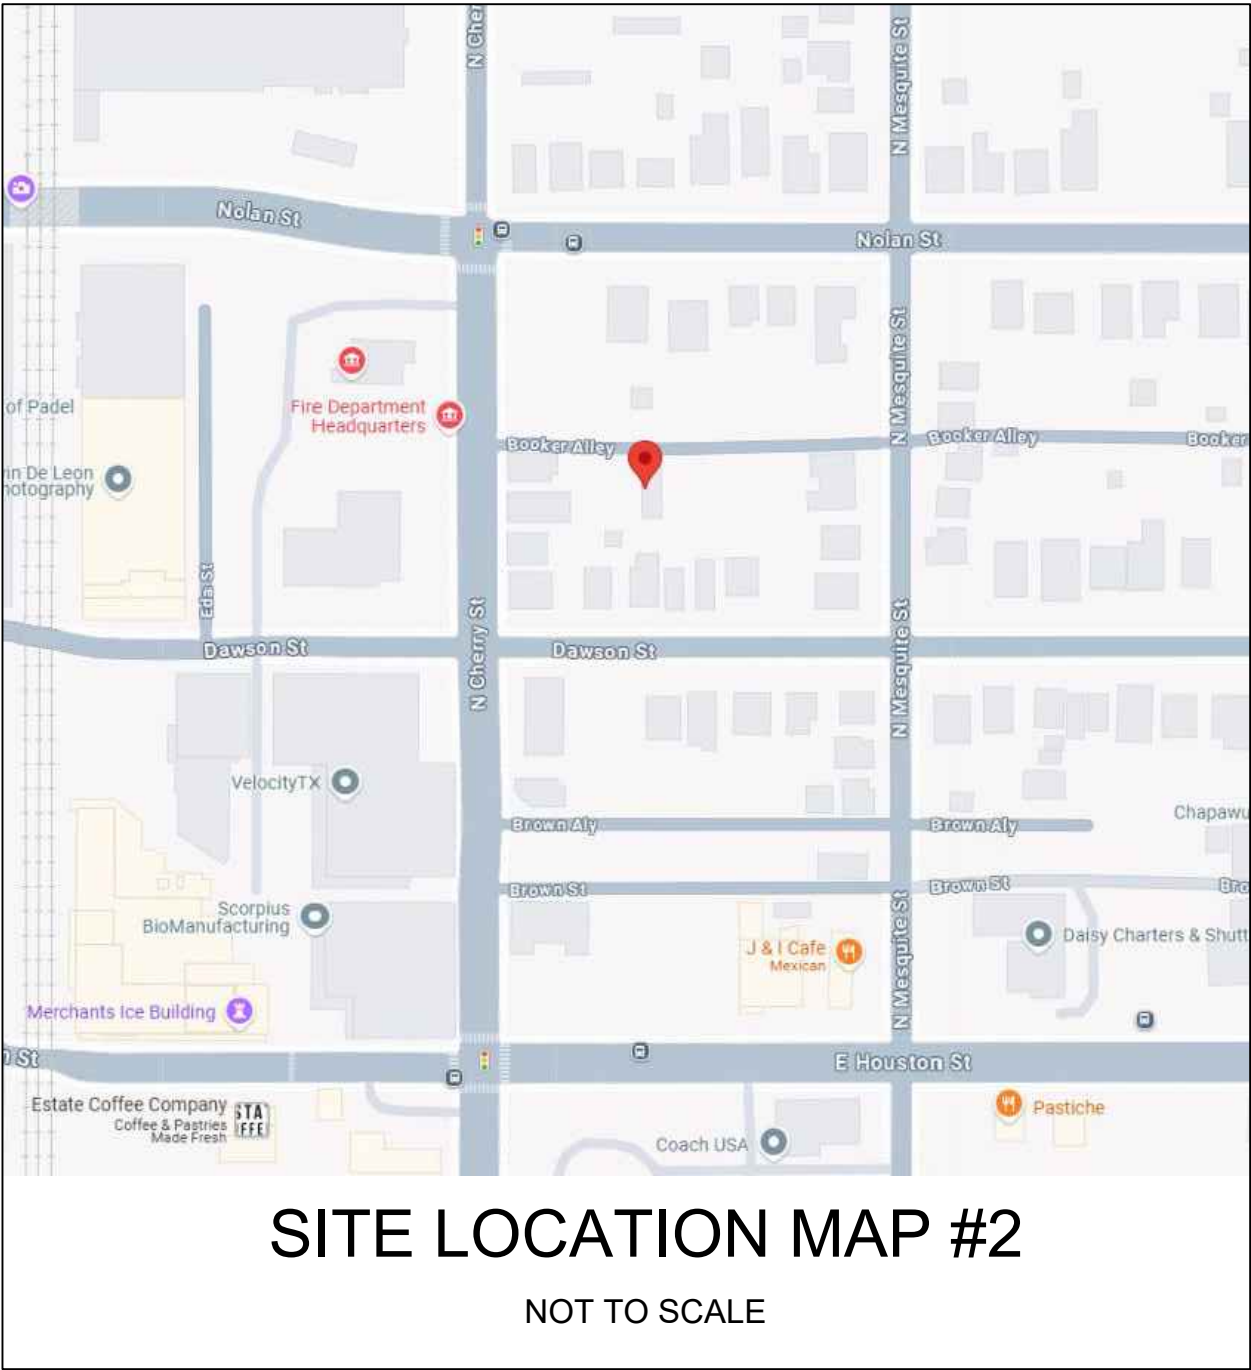 N Cher
N Mesquite St
Nolan St
Nolan St
N Mesquite St
of Padel
Fire Department
Headquarters
Booker Alley
Booker Alley
Booker
in De Leon
hotography
Eda St
N Cherry St
N Mesquite St
Dawson St
Dawson St
VelocityTX
Brown Aly
Brown Aly
Chapawu
Brown St
Brown St
Bro
Scorpius
BioManufacturing
J & I Cafe
Mexican
N Mesquite St
Daisy Charters & Shutt
Merchants Ice Building
n St
E Houston St
Estate Coffee Company
Coffee & Pastries
Made Fresh
STA
FFE
Pastiche
Coach USA
SITE LOCATION MAP #2
NOT TO SCALE